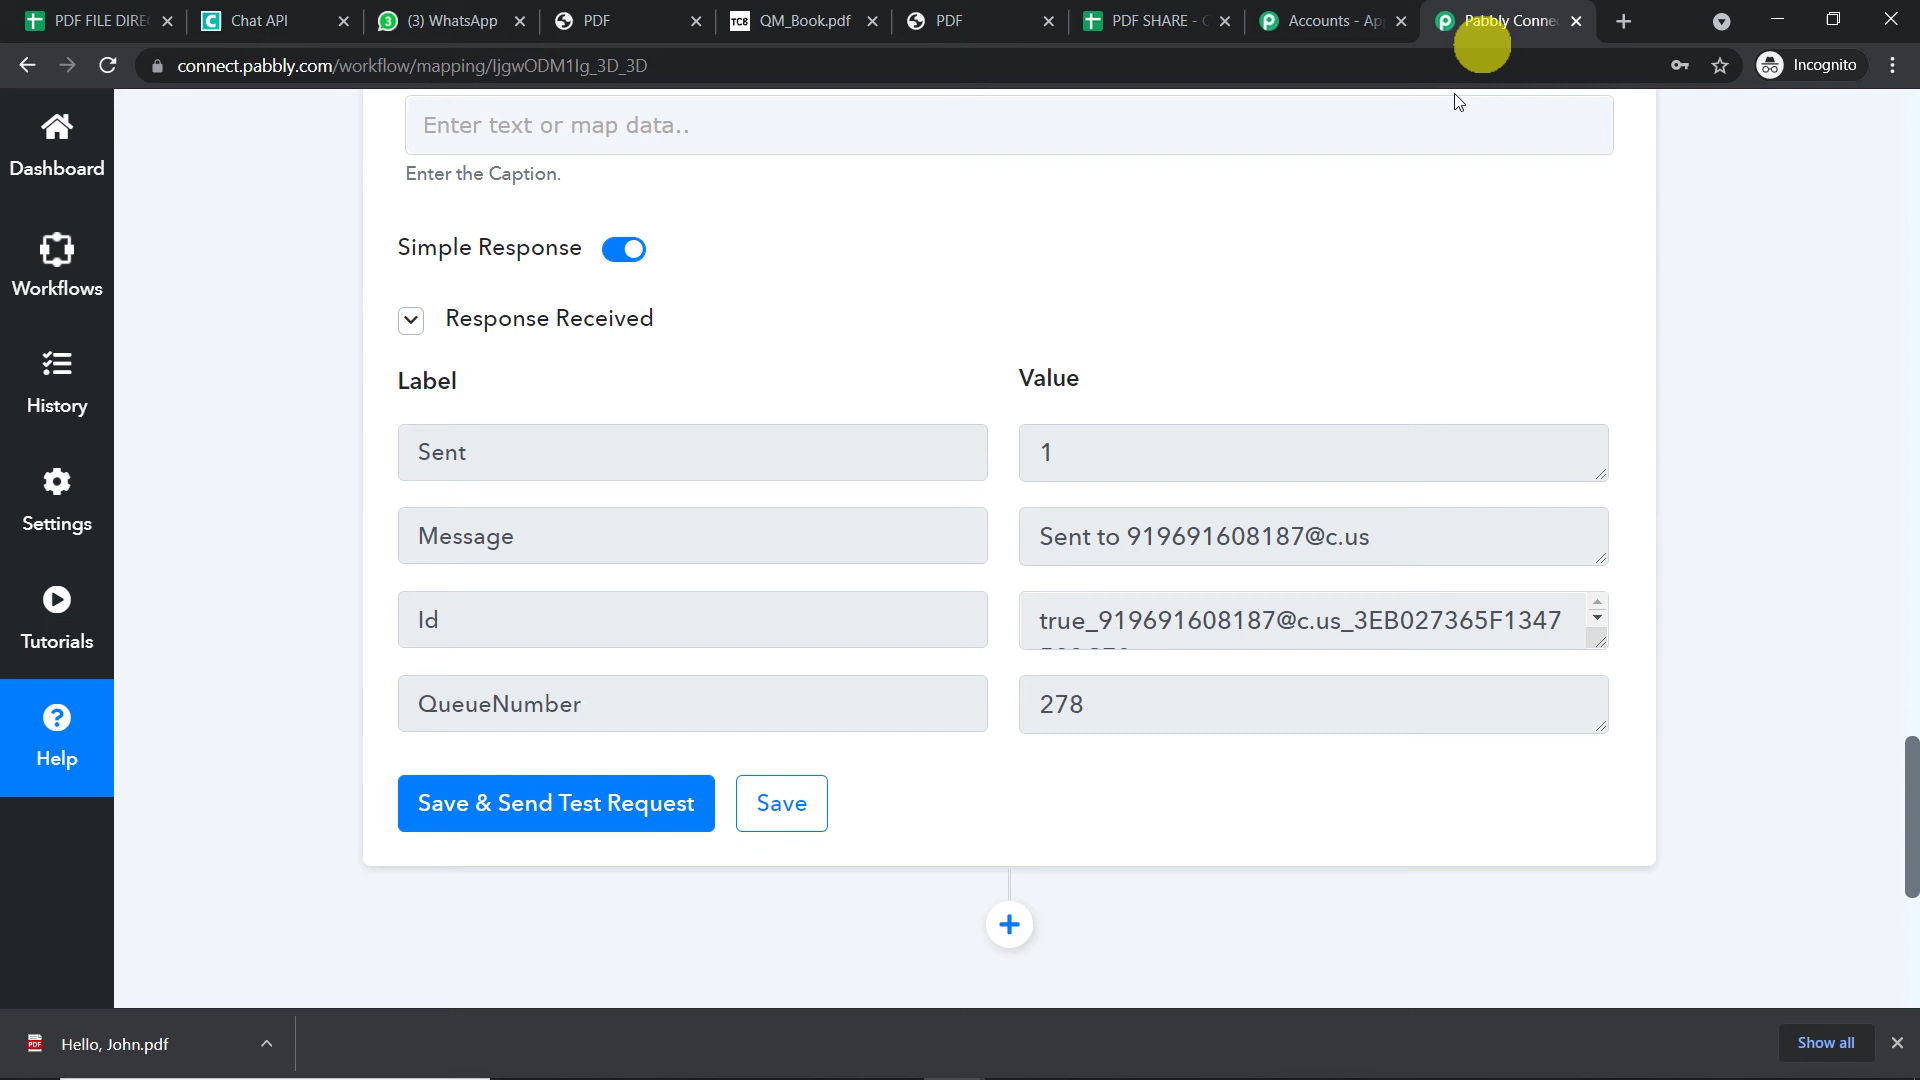 PDF FILE DIRE
Chat API
(3) WhatsApp
PDF
TCB QM_Book.pdf
PDF
PDF SHARE -
Accounts - Ap
Pabbly Conne
connect.pabbly.com/workflow/mapping/IjgwODM1Ig_3D_3D
Incognito
Dashboard
Workflows
History
Settings
Tutorials
Help
Enter text or map data..
Enter the Caption.
Simple Response
Response Received
Label
Value
Sent
1
Message
Sent to 919691608187@c.us
Id
true_919691608187@c.us_3EB027365F1347
QueueNumber
278
Save & Send Test Request
Save
Hello, John.pdf
Show all